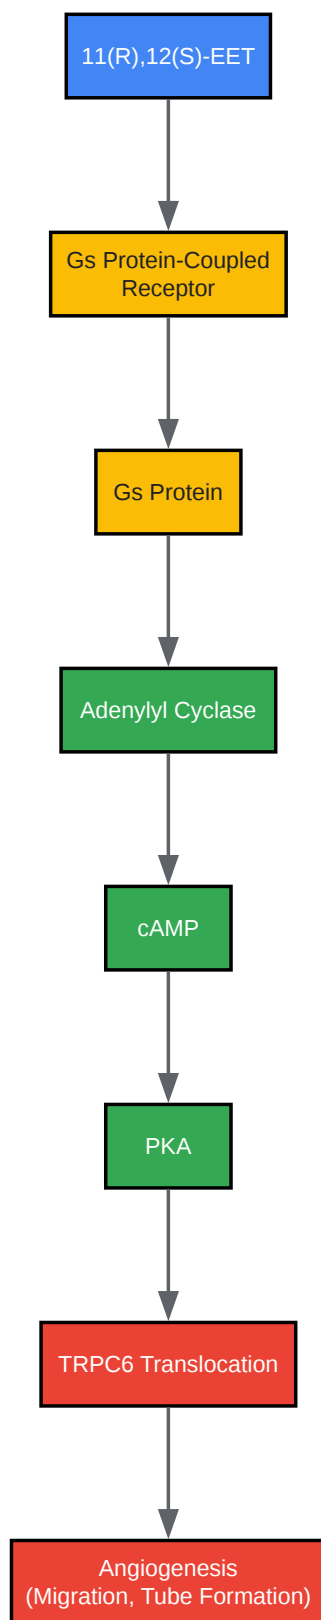 11(R),12(S)-EET
Gs Protein-Coupled
Receptor
Gs Protein
Adenylyl Cyclase
cAMP
PKA
TRPC6 Translocation
Angiogenesis
(Migration, Tube Formation)